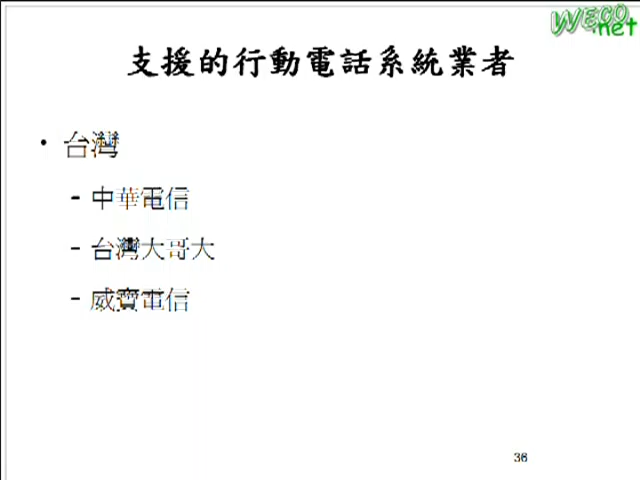 WECO.net
支援的行動電話系統業者
• 台灣
- 中華電信
- 台灣大哥大
- 威寶電信
36